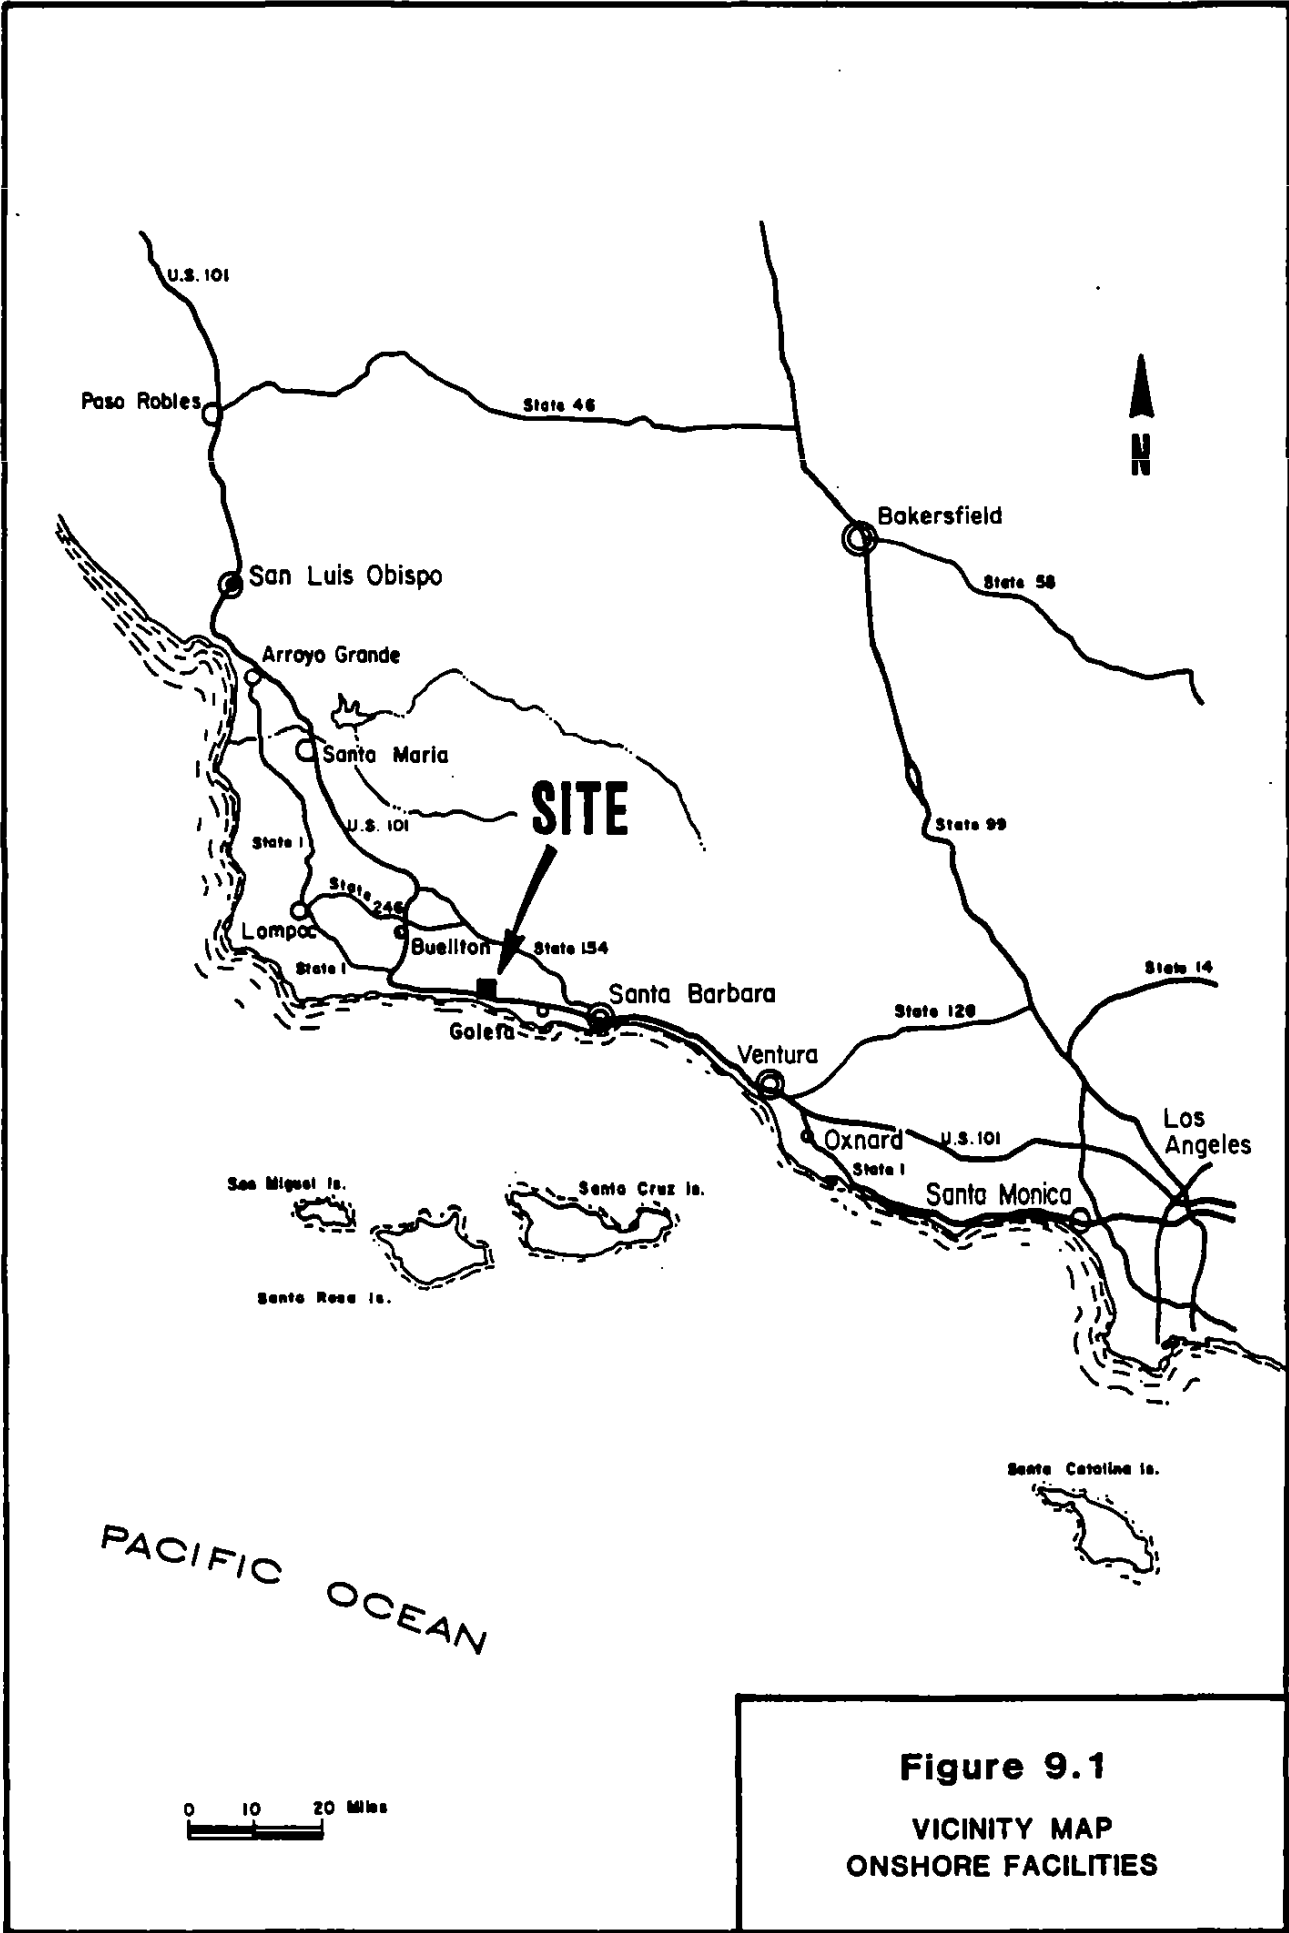 U.S. 101
Paso Robles
State 46
N
Bakersfield
State 58
San Luis Obispo
Arroyo Grande
Santa Maria
SITE
U.S. 101
State 99
State 1
State 246
Lompoc
Buellton
State 154
State 1
State 14
Santa Barbara
State 126
Goleta
Ventura
Los
Angeles
Oxnard
U.S. 101
State 1
Santa Monica
San Miguel Is.
Santa Cruz Is.
Santa Rosa Is.
Santa Catalina Is.
PACIFIC OCEAN
0 10 20 Miles
Figure 9.1
VICINITY MAP
ONSHORE FACILITIES